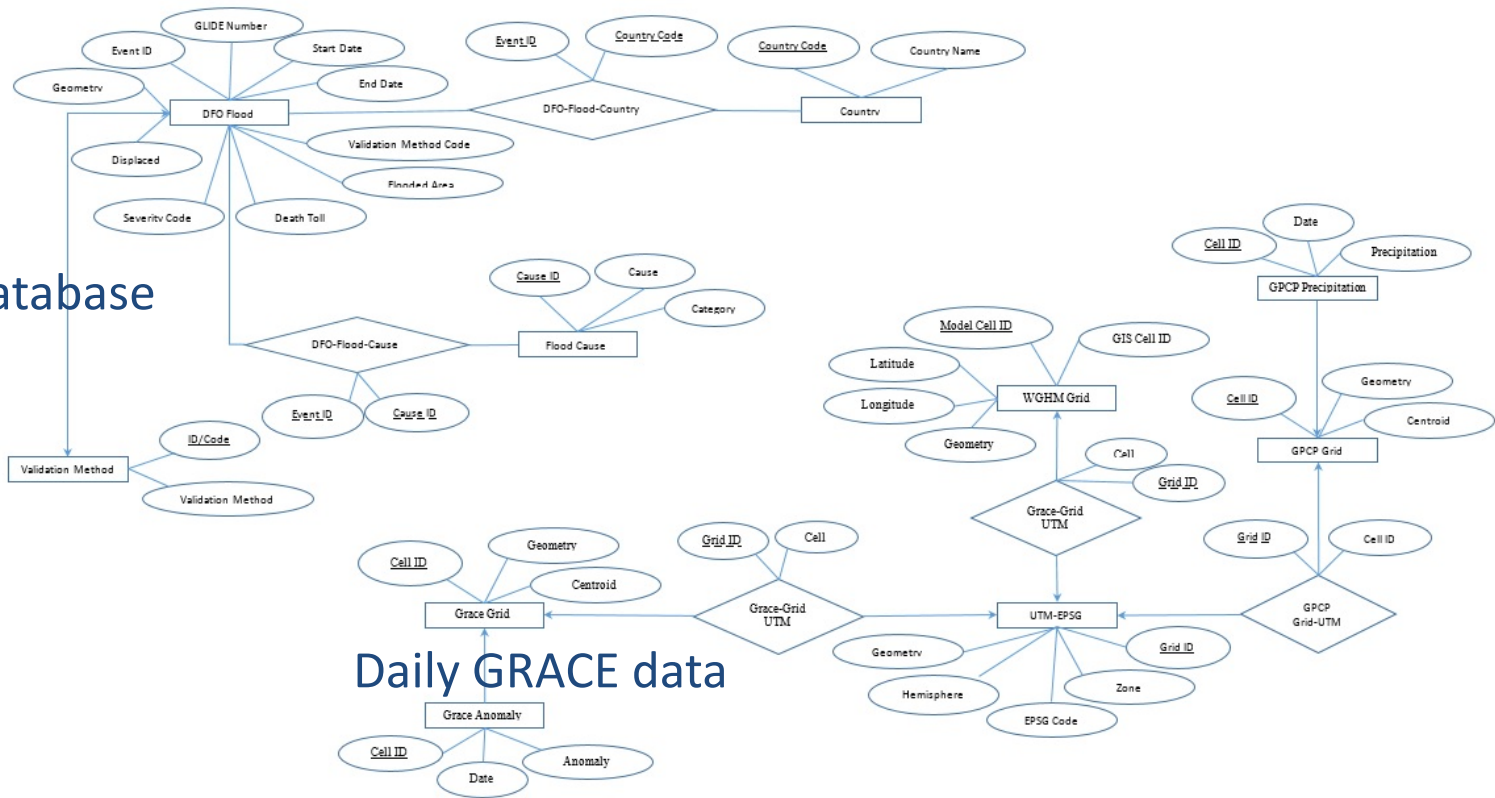 GLIDE Number
Event ID
Start Date
Geometry
End Date
DFO Flood
Displaced
Validation Method Code
Flooded Area
Severity Code
Death Toll
Event ID
Country Code
DFO-Flood-Country
Country Code
Country Name
Country
atabase
DFO-Flood-Cause
Event ID
Cause ID
Cause ID
Cause
Category
Flood Cause
ID/Code
Validation Method
Validation Method
Model Cell ID
GIS Cell ID
Latitude
WGHM Grid
Longitude
Geometry
Cell
Grid ID
Grace-Grid
UTM
Date
Cell ID
Precipitation
GPCP Precipitation
Cell ID
Geometry
Centroid
GPCP Grid
Grid ID
Cell ID
GPCP
Grid-UTM
Cell ID
Geometry
Centroid
Grace Grid
Grid ID
Cell
Grace-Grid
UTM
UTM-EPSG
Geometry
Grid ID
Hemisphere
Zone
EPSG Code
Daily GRACE data
Grace Anomaly
Cell ID
Date
Anomaly